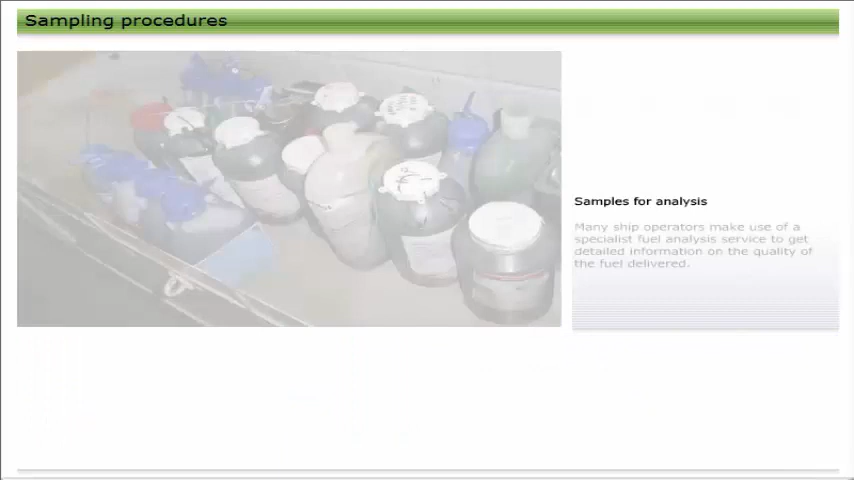 Sampling procedures
Samples for analysis
Many ship operators make use of a
specialist fuel analysis service to get
detailed information on the quality of
the fuel delivered.